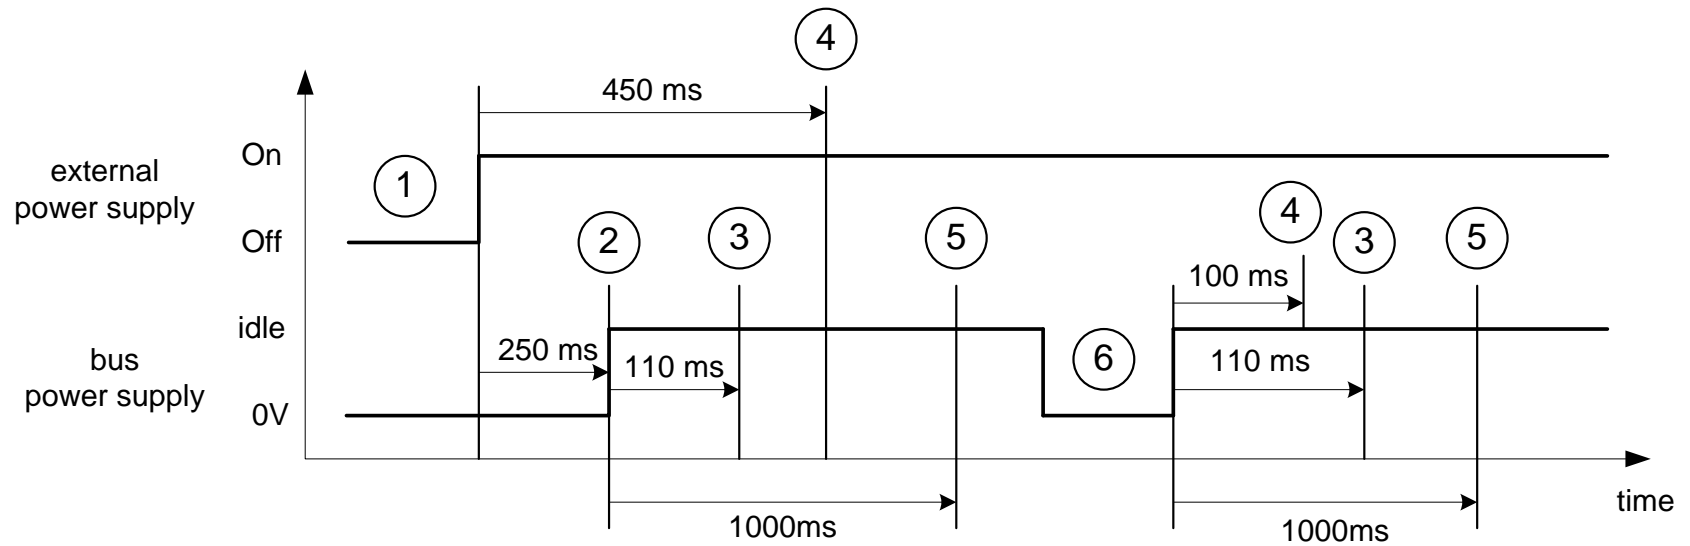 4
450 ms
On
external
power supply
1
Off
2
3
5
4
3
5
100 ms
idle
250 ms
110 ms
6
110 ms
bus
power supply
0V
time
1000ms
1000ms